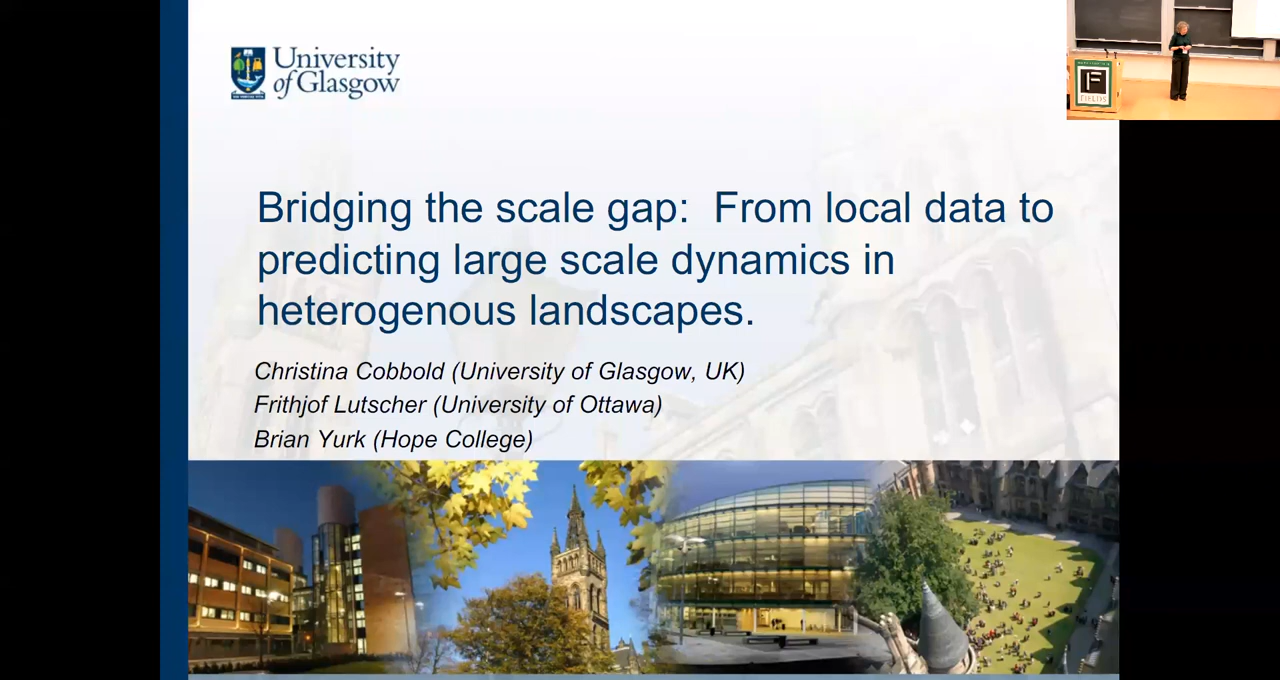 University
of Glasgow
Bridging the scale gap: From local data to
predicting large scale dynamics in
heterogenous landscapes.
Christina Cobbold (University of Glasgow, UK)
Frithjof Lutscher (University of Ottawa)
Brian Yurk (Hope College)
F
FIELDS